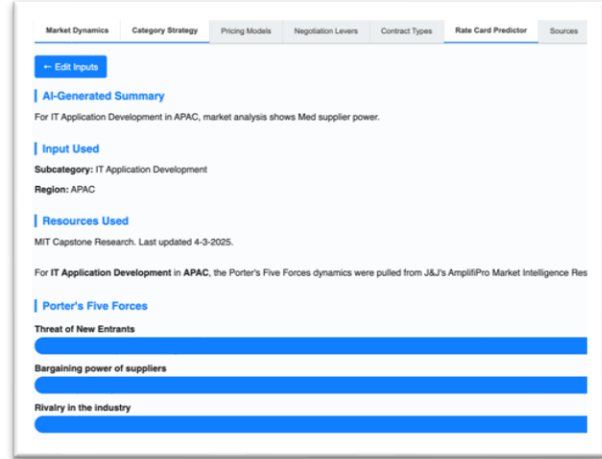 Market Dynamics Category Strategy Pricing Models Negotiation Levers Contract Types Rate Card Predictor Sources
← Edit Inputs
AI-Generated Summary
For IT Application Development in APAC, market analysis shows Med supplier power.
Input Used
Subcategory: IT Application Development
Region: APAC
Resources Used
MIT Capstone Research. Last updated 4-3-2025.
For IT Application Development in APAC, the Porter's Five Forces dynamics were pulled from J&J's AmplifiPro Market Intelligence Res
Porter's Five Forces
Threat of New Entrants
Bargaining power of suppliers
Rivalry in the industry